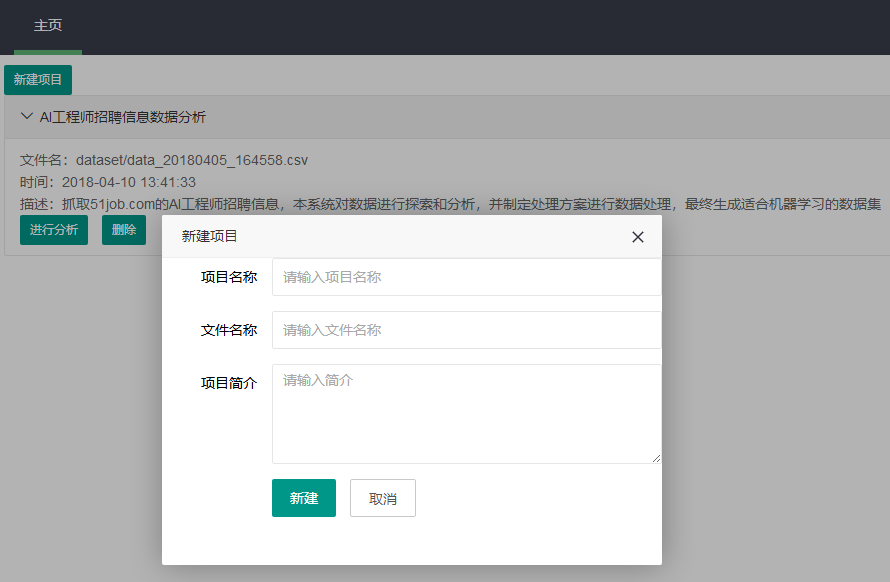 主页
新建项目
AI工程师招聘信息数据分析
文件名：dataset/data_20180405_164558.csv
时间：2018-04-10 13:41:33
描述：抓取51job.com的AI工程师招聘信息，本系统对数据进行探索和分析，并制定处理方案进行数据处理，最终生成适合机器学习的数据集
进行分析 删除
新建项目
项目名称 请输入项目名称
文件名称 请输入文件名称
项目简介 请输入简介
新建 取消